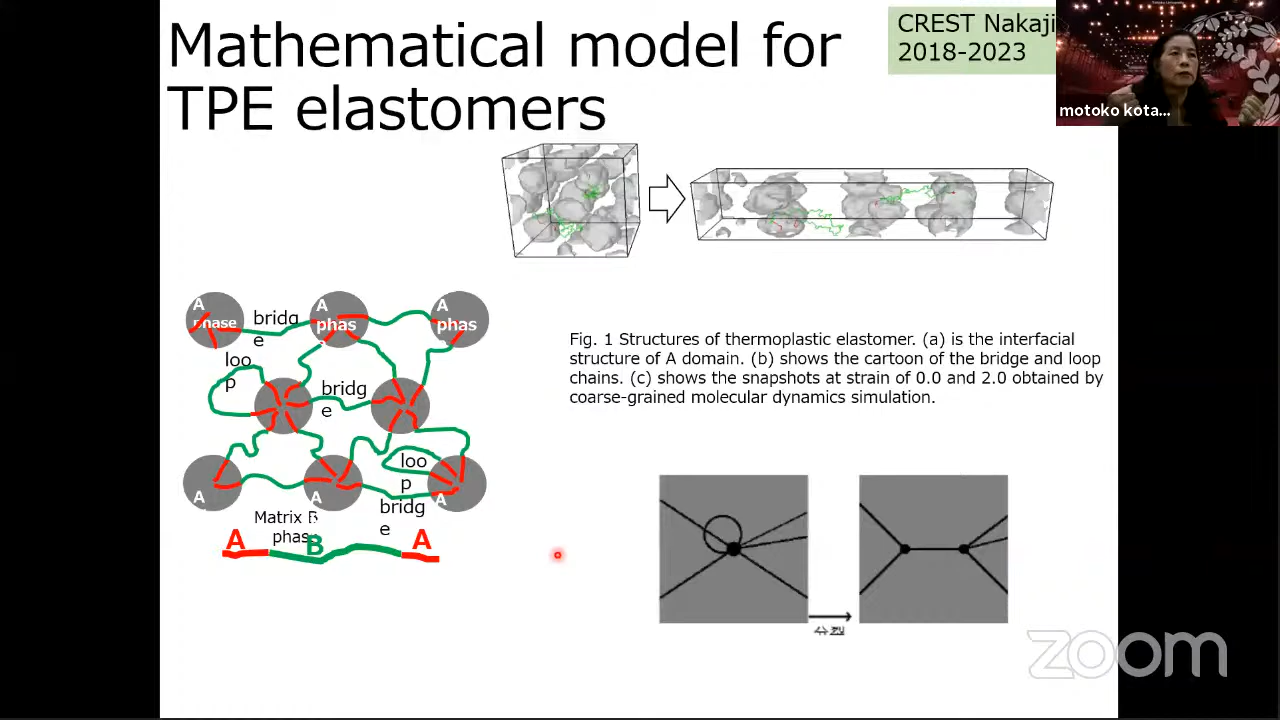 Mathematical model for
TPE elastomers
CREST Nakaji
2018-2023
motoko kota...
A
phase
bridg
e
A
phas
A
phas
loo
p
bridg
e
loo
p
A
A
A
bridg
e
Matrix B
phas
A
B
A
Fig. 1 Structures of thermoplastic elastomer. (a) is the interfacial
structure of A domain. (b) shows the cartoon of the bridge and loop
chains. (c) shows the snapshots at strain of 0.0 and 2.0 obtained by
coarse-grained molecular dynamics simulation.
分裂
zoom